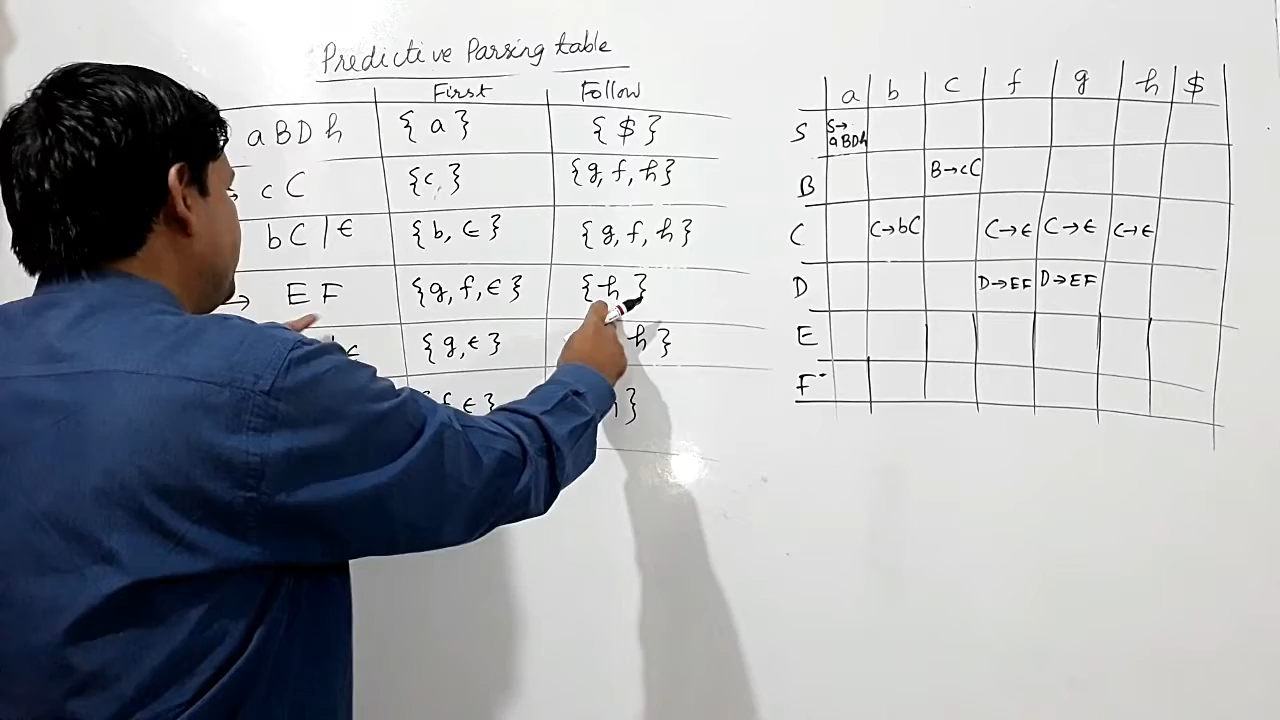 Predictive Parsing table
First Follow
aBDh {a} {$}
→ cC {c,} {g, f, h}
bC | ϵ {b, ϵ} {g, f, h}
→ EF {g, f, ϵ} {h}
| ϵ {g, ϵ} h}
f, ϵ} }
a b c f g h $
S S→ aBDh
B B→cC
C C→bC C→ϵ C→ϵ C→ϵ
D D→EF D→EF
E
F